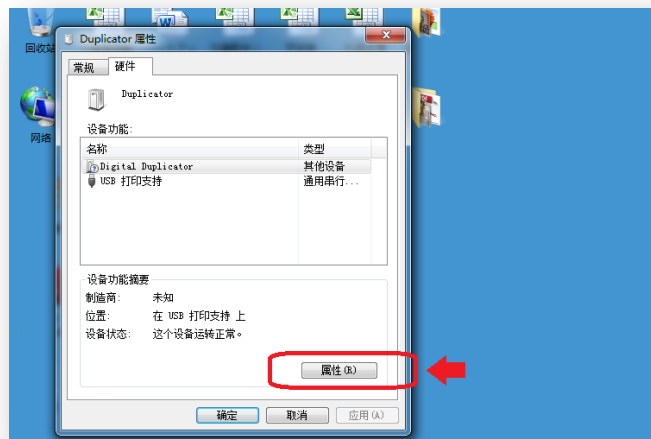 Duplicator 属性
回收站
常规 硬件
Duplicator
设备功能:
网络
名称 类型
Digital Duplicator 其他设备
USB 打印支持 通用串行...
设备功能摘要
制造商: 未知
位置: 在 USB 打印支持 上
设备状态: 这个设备运转正常。
属性(R)
确定 取消 应用(A)